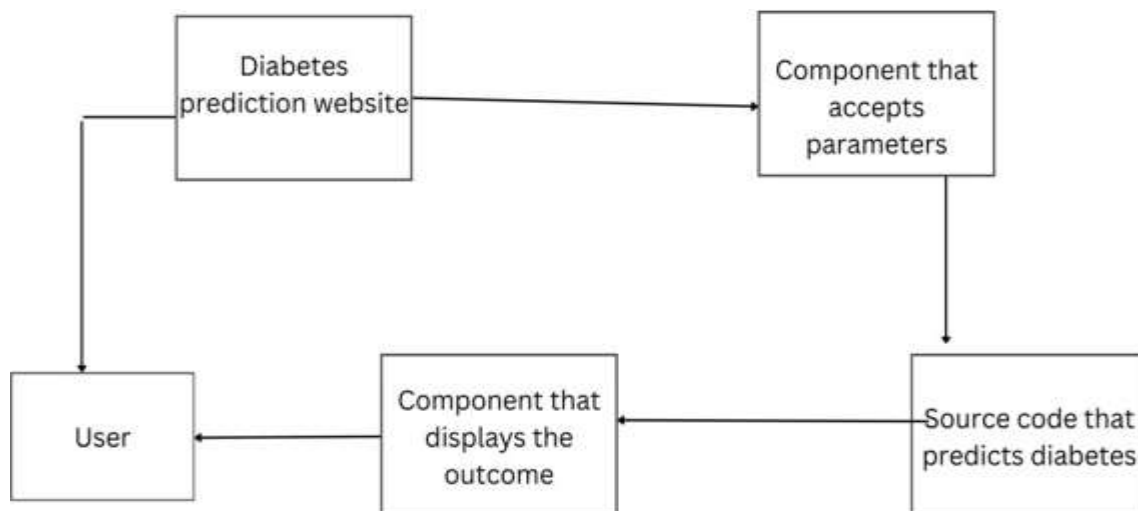 Diabetes
prediction website
Component that
accepts
parameters
User
Component that
displays the
outcome
Source code that
predicts diabetes